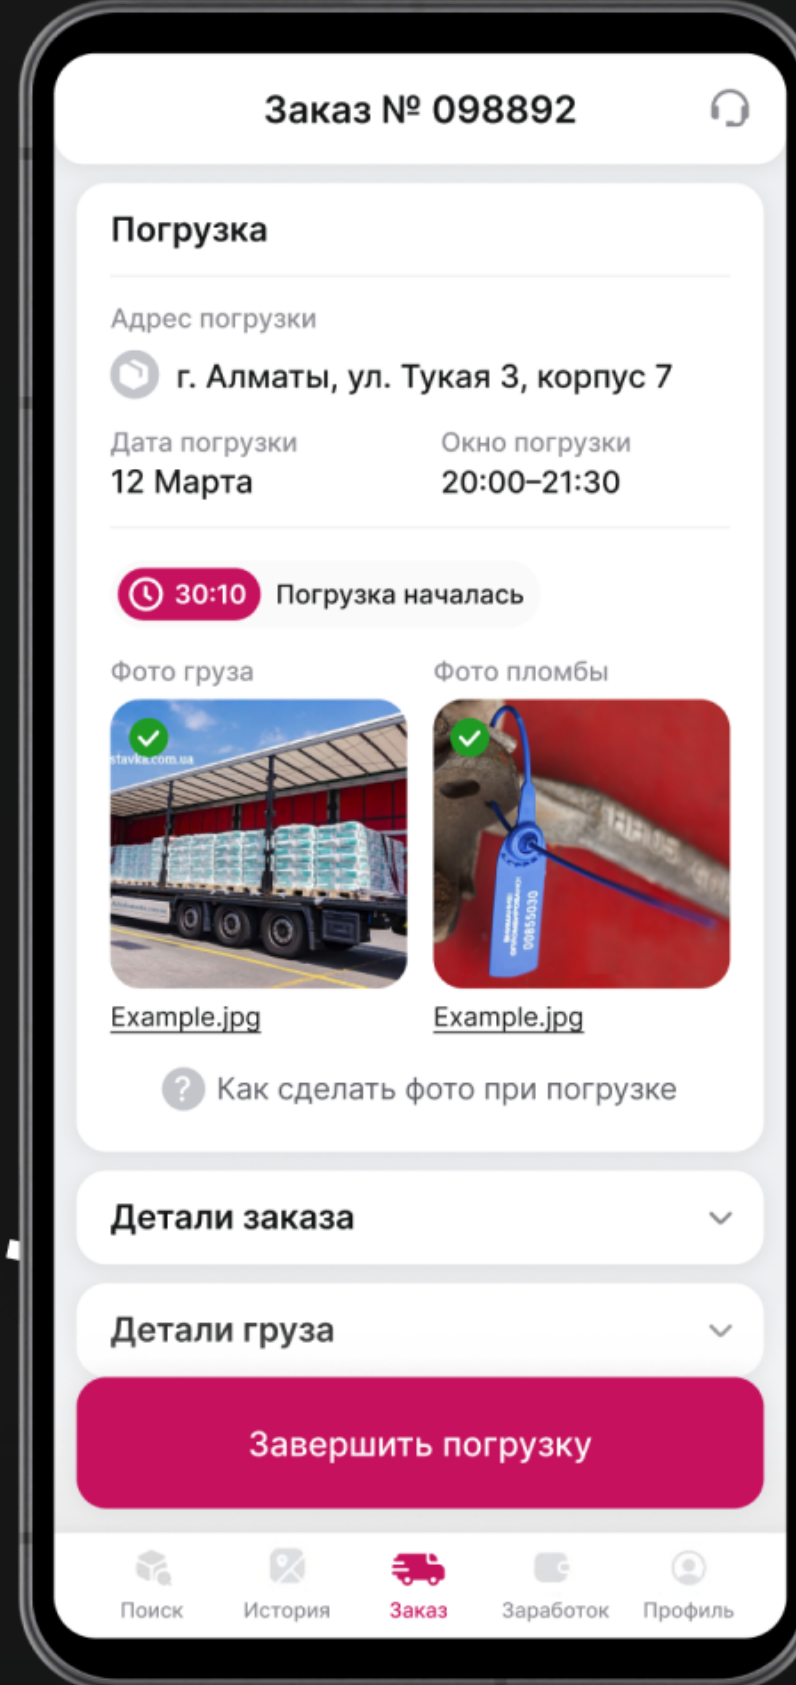 Заказ № 098892
Погрузка
Адрес погрузки
г. Алматы, ул. Тукая 3, корпус 7
Дата погрузки
Окно погрузки
12 Марта
20:00–21:30
30:10
Погрузка началась
Фото груза
Фото пломбы
stavka.com.ua
00855030
Example.jpg
Example.jpg
Как сделать фото при погрузке
Детали заказа
Детали груза
Завершить погрузку
Поиск
История
Заказ
Заработок
Профиль